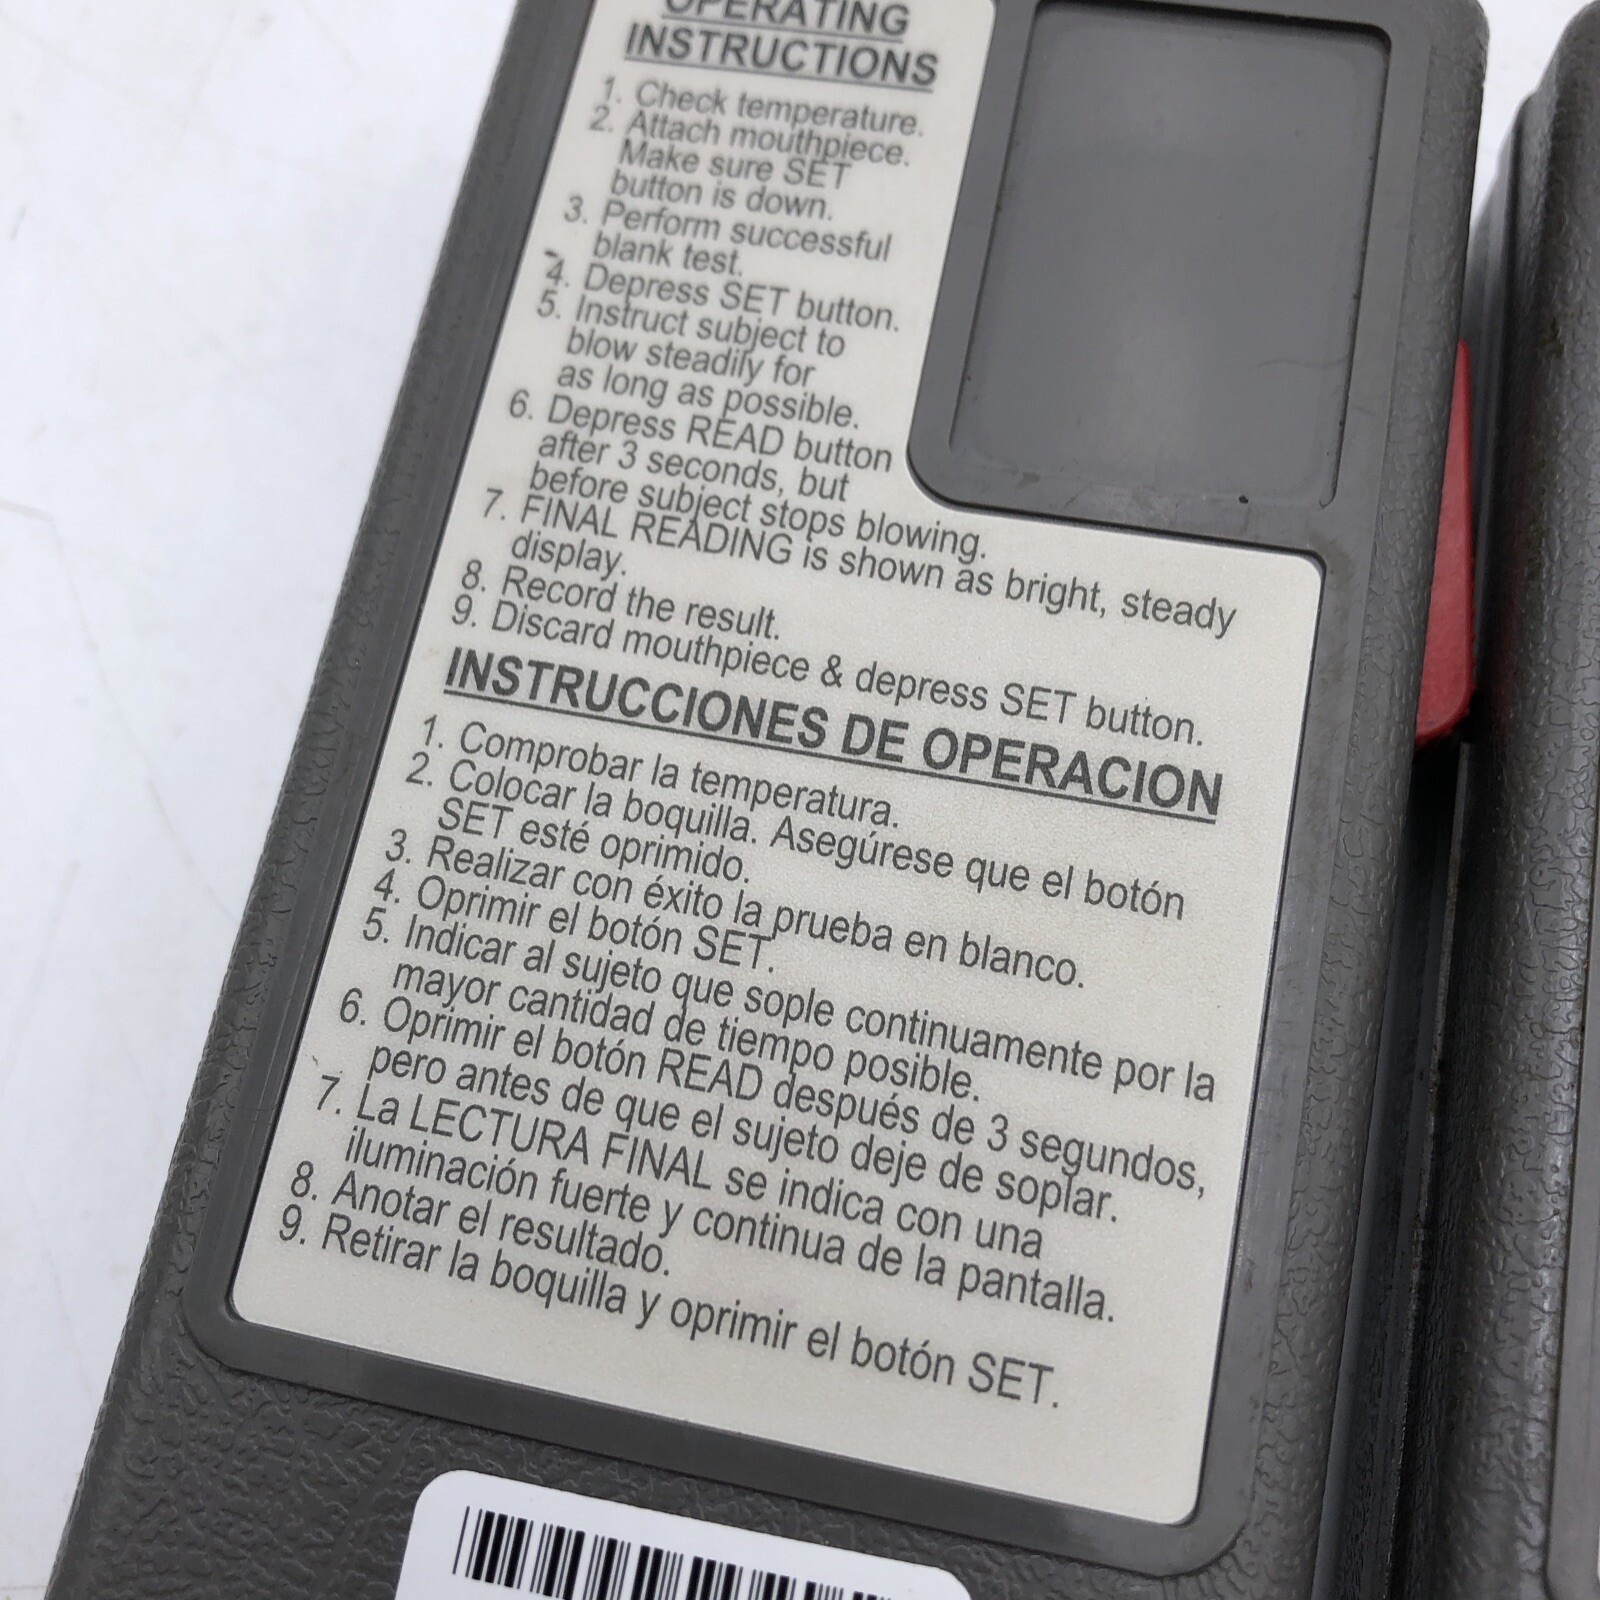 OPERATING
INSTRUCTIONS
1. Check temperature.
2. Attach mouthpiece.
Make sure SET
button is down.
3. Perform successful
blank test.
4. Depress SET button.
5. Instruct subject to
blow steadily for
as long as possible.
6. Depress READ button
after 3 seconds, but
before subject stops blowing.
7. FINAL READING is shown as bright, steady
display.
8. Record the result.
9. Discard mouthpiece & depress SET button.
INSTRUCCIONES DE OPERACION
1. Comprobar la temperatura.
2. Colocar la boquilla. Asegúrese que el botón
SET esté oprimido.
3. Realizar con éxito la prueba en blanco.
4. Oprimir el botón SET.
5. Indicar al sujeto que sople continuamente por la
mayor cantidad de tiempo posible.
6. Oprimir el botón READ después de 3 segundos,
pero antes de que el sujeto deje de soplar.
7. La LECTURA FINAL se indica con una
iluminación fuerte y continua de la pantalla.
8. Anotar el resultado.
9. Retirar la boquilla y oprimir el botón SET.